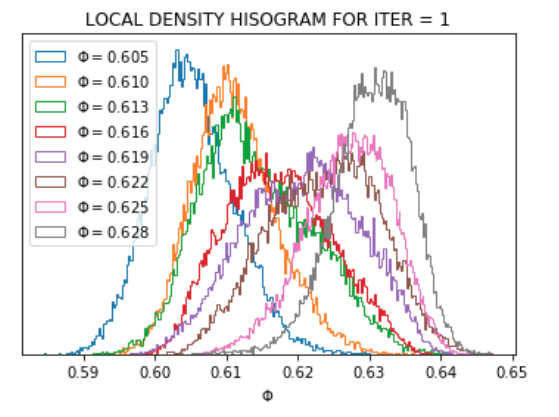 LOCAL DENSITY HISOGRAM FOR ITER = 1
Φ = 0.605
Φ = 0.610
Φ = 0.613
Φ = 0.616
Φ = 0.619
Φ = 0.622
Φ = 0.625
Φ = 0.628
0.59 0.60 0.61 0.62 0.63 0.64 0.65
Φ